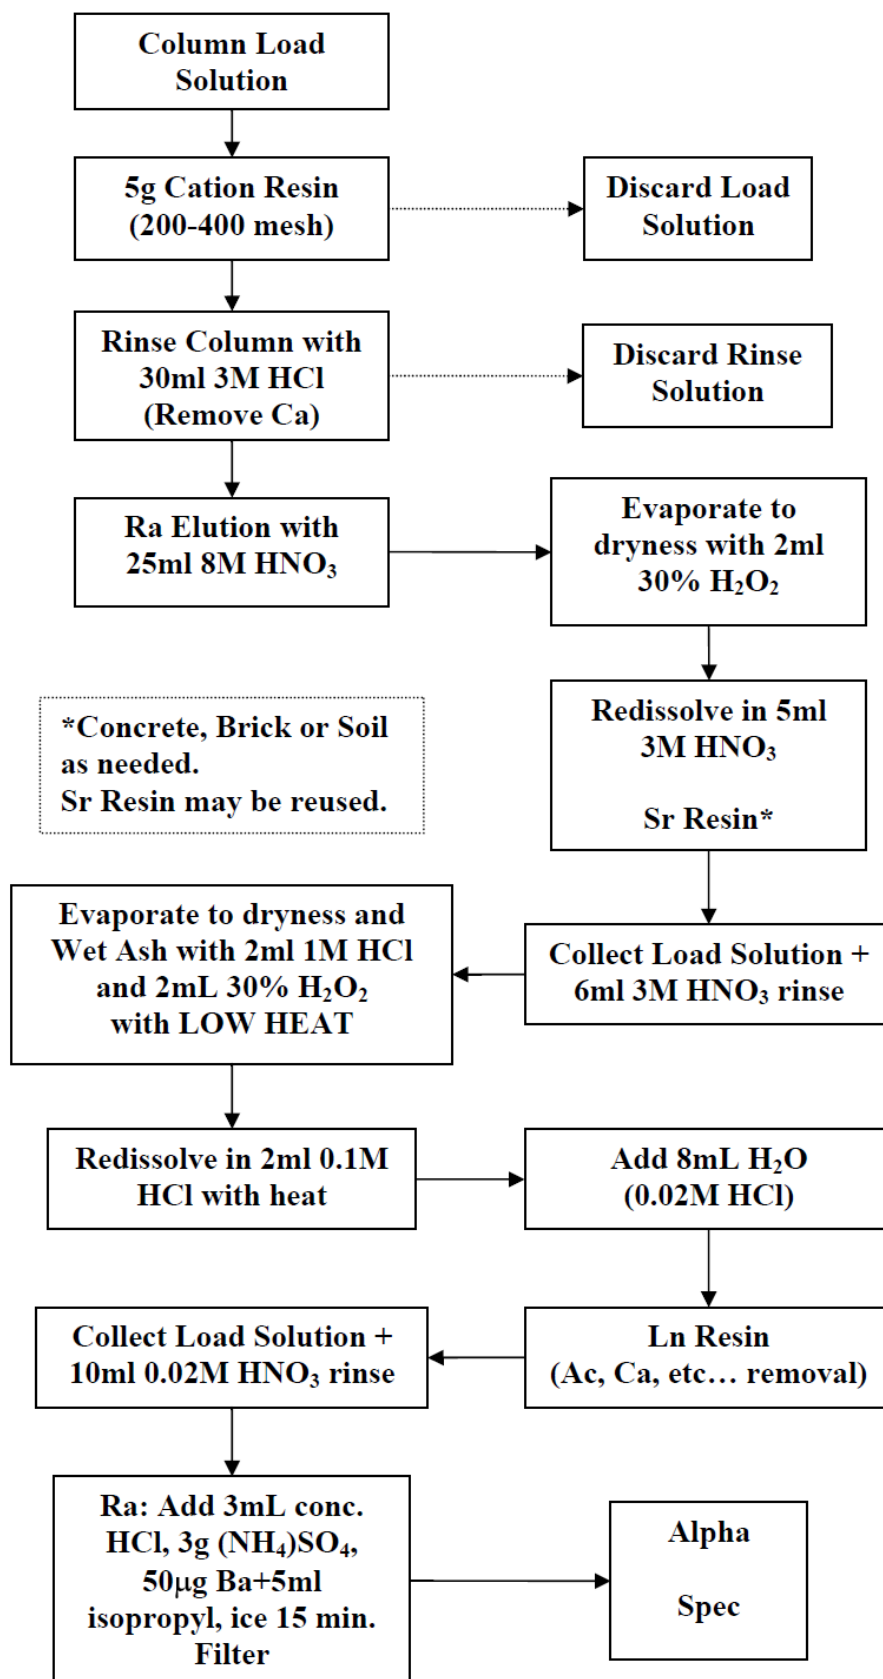 Column Load
Solution
5g Cation Resin
(200-400 mesh)
Discard Load
Solution
Rinse Column with
30ml 3M HCl
(Remove Ca)
Discard Rinse
Solution
Ra Elution with
25ml 8M HNO₃
Evaporate to
dryness with 2ml
30% H₂O₂
Redissolve in 5ml
3M HNO₃
Sr Resin*
*Concrete, Brick or Soil
as needed.
Sr Resin may be reused.
Collect Load Solution +
6ml 3M HNO₃ rinse
Evaporate to dryness and
Wet Ash with 2ml 1M HCl
and 2mL 30% H₂O₂
with LOW HEAT
Redissolve in 2ml 0.1M
HCl with heat
Add 8mL H₂O
(0.02M HCl)
Ln Resin
(Ac, Ca, etc… removal)
Collect Load Solution +
10ml 0.02M HNO₃ rinse
Ra: Add 3mL conc.
HCl, 3g (NH₄)SO₄,
50μg Ba+5ml
isopropyl, ice 15 min.
Filter
Alpha
Spec